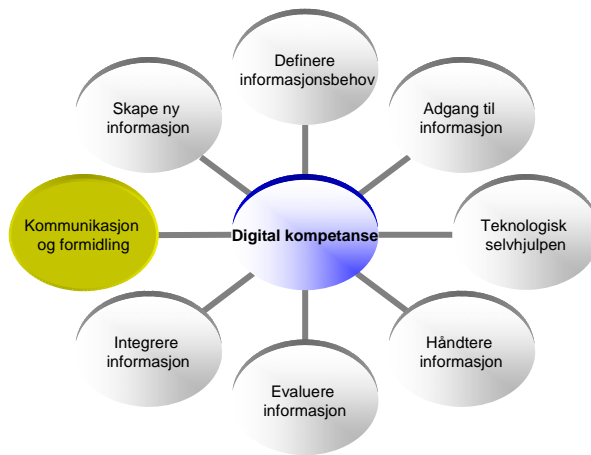 Definere
informasjonsbehov
Skape ny
informasjon
Adgang til
informasjon
Kommunikasjon
og formidling
Digital kompetanse
Teknologisk
selvhjulpen
Integrere
informasjon
Håndtere
informasjon
Evaluere
informasjon